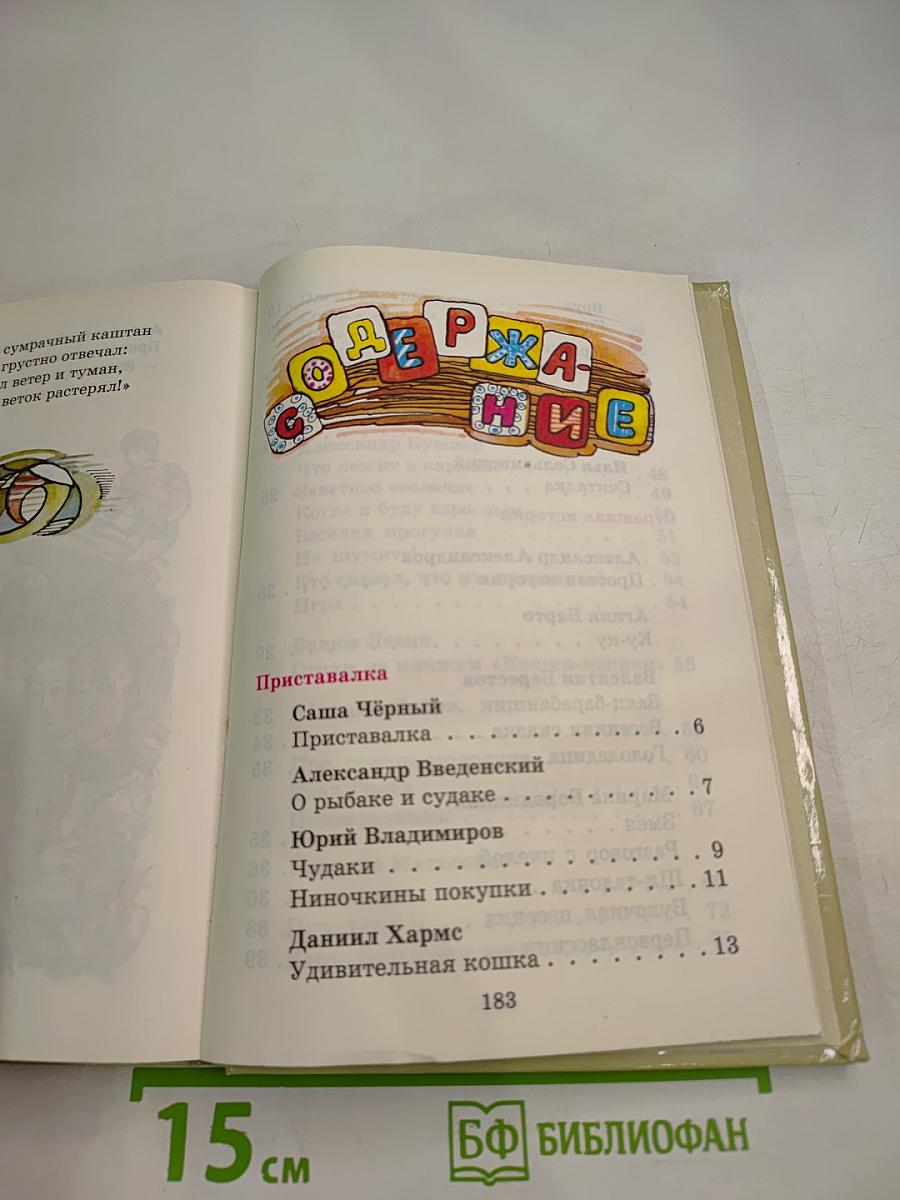 сумрачный каштан
грустно отвечал:
л ветер и туман,
веток растерял!»
СОДЕРЖА-
НИЕ
Приставалка
Саша Чёрный
Приставалка . . . . . . . . . . . . . 6
Александр Введенский
О рыбаке и судаке . . . . . . . . . . . 7
Юрий Владимиров
Чудаки . . . . . . . . . . . . . . . . 9
Ниночкины покупки . . . . . . . . 11
Даниил Хармс
Удивительная кошка . . . . . . . . 13
183
15 см
БФ БИБЛИОФАН